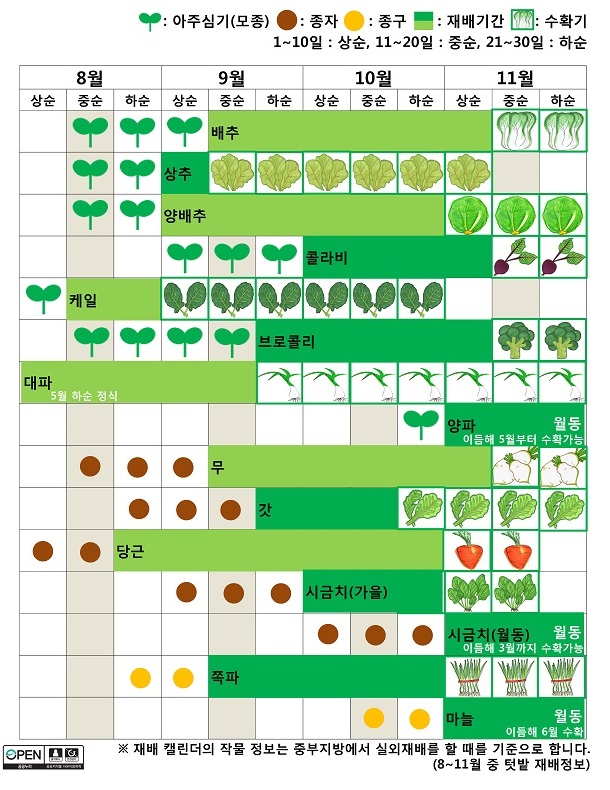 : 아주심기(모종) : 종자 : 종구 : 재배기간 : 수확기
1~10일 : 상순, 11~20일 : 중순, 21~30일 : 하순
8월 9월 10월 11월
상순 중순 하순 상순 중순 하순 상순 중순 하순 상순 중순 하순
배추
상추
양배추
콜라비
케일
브로콜리
대파
5월 하순 정식
양파 월동
이듬해 5월부터 수확가능
무
갓
당근
시금치(가을)
시금치(월동) 월동
이듬해 3월까지 수확가능
쪽파
마늘 월동
이듬해 6월 수확
※ 재배 캘린더의 작물 정보는 중부지방에서 실외재배를 할 때를 기준으로 합니다.
(8~11월 중 텃밭 재배정보)
OPEN
공공누리